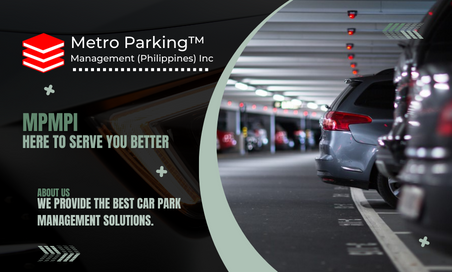 Metro Parking™
Management (Philippines) Inc
MPMPI
HERE TO SERVE YOU BETTER
ABOUT US
WE PROVIDE THE BEST CAR PARK
MANAGEMENT SOLUTIONS.